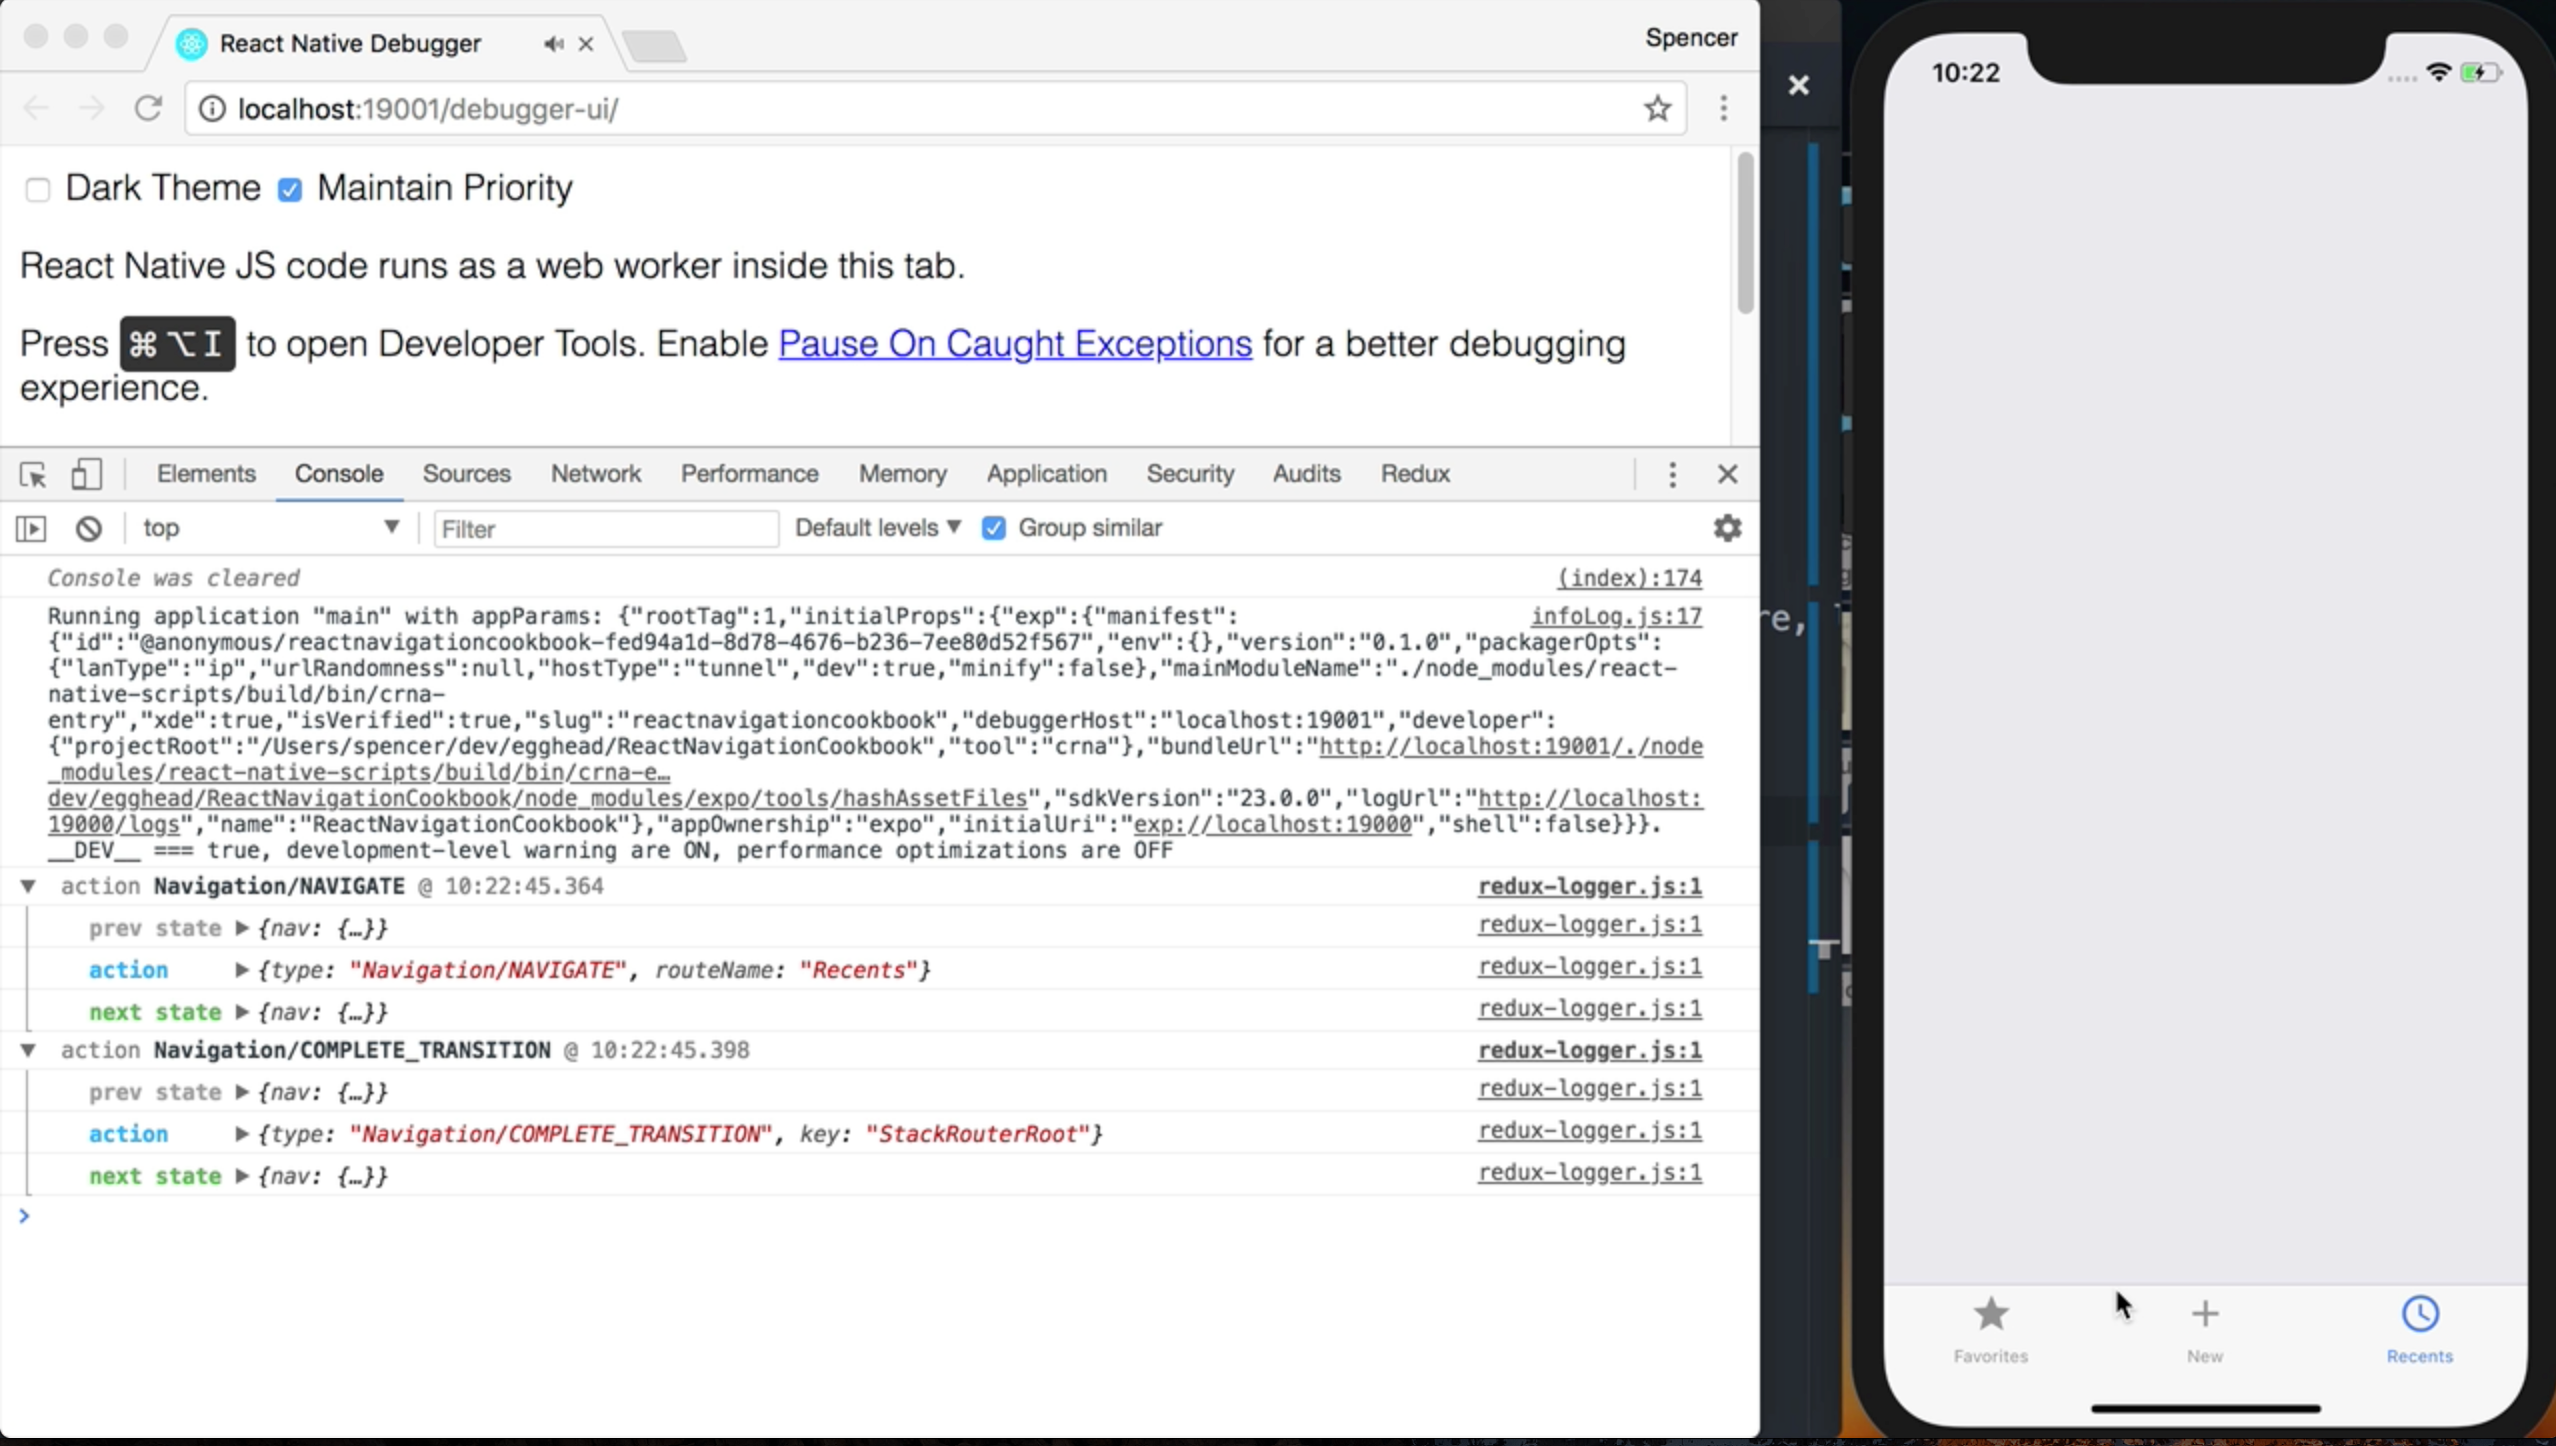 React Native Debugger
Spencer
localhost:19001/debugger-ui/
Dark Theme Maintain Priority
React Native JS code runs as a web worker inside this tab.
Press ⌘⌥I to open Developer Tools. Enable Pause On Caught Exceptions for a better debugging
experience.
Elements Console Sources Network Performance Memory Application Security Audits Redux
top Filter Default levels Group similar
Console was cleared (index):174
Running application "main" with appParams: {"rootTag":1,"initialProps":{"exp":{"manifest": infoLog.js:17
{"id":"@anonymous/reactnavigationcookbook-fed94a1d-8d78-4676-b236-7ee80d52f567","env":{},"version":"0.1.0","packagerOpts":
{"lanType":"ip","urlRandomness":null,"hostType":"tunnel","dev":true,"minify":false},"mainModuleName":"./node_modules/react-
native-scripts/build/bin/crna-
entry","xde":true,"isVerified":true,"slug":"reactnavigationcookbook","debuggerHost":"localhost:19001","developer":
{"projectRoot":"/Users/spencer/dev/egghead/ReactNavigationCookbook","tool":"crna"},"bundleUrl":"http://localhost:19001/./node
_modules/react-native-scripts/build/bin/crna-e…
dev/egghead/ReactNavigationCookbook/node_modules/expo/tools/hashAssetFiles","sdkVersion":"23.0.0","logUrl":"http://localhost:
19000/logs","name":"ReactNavigationCookbook"},"appOwnership":"expo","initialUri":"exp://localhost:19000","shell":false}}}.
__DEV__ === true, development-level warning are ON, performance optimizations are OFF
action Navigation/NAVIGATE @ 10:22:45.364 redux-logger.js:1
prev state ▶ {nav: {…}} redux-logger.js:1
action ▶ {type: "Navigation/NAVIGATE", routeName: "Recents"} redux-logger.js:1
next state ▶ {nav: {…}} redux-logger.js:1
action Navigation/COMPLETE_TRANSITION @ 10:22:45.398 redux-logger.js:1
prev state ▶ {nav: {…}} redux-logger.js:1
action ▶ {type: "Navigation/COMPLETE_TRANSITION", key: "StackRouterRoot"} redux-logger.js:1
next state ▶ {nav: {…}} redux-logger.js:1
re,
10:22
Favorites New Recents